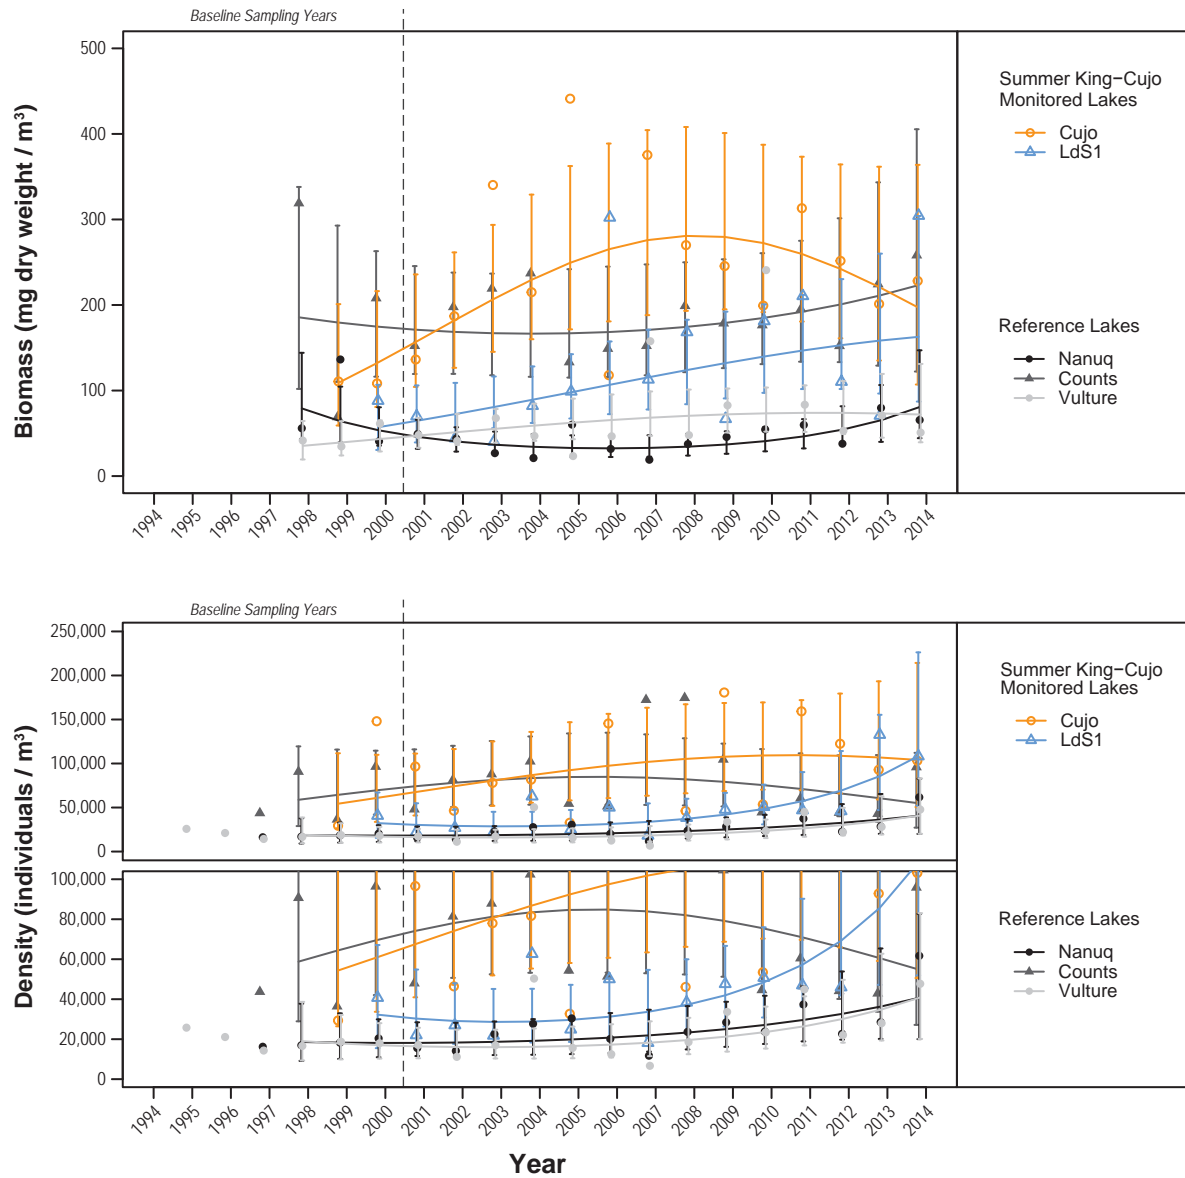 Baseline Sampling Years
500
400
300
200
100
0
Biomass (mg dry weight / m³)
1994 1995 1996 1997 1998 1999 2000 2001 2002 2003 2004 2005 2006 2007 2008 2009 2010 2011 2012 2013 2014
Summer King−Cujo
Monitored Lakes
Cujo
LdS1
Reference Lakes
Nanuq
Counts
Vulture
Baseline Sampling Years
250,000
200,000
150,000
100,000
50,000
0
100,000
80,000
60,000
40,000
20,000
0
Density (individuals / m³)
1994 1995 1996 1997 1998 1999 2000 2001 2002 2003 2004 2005 2006 2007 2008 2009 2010 2011 2012 2013 2014
Year
Summer King−Cujo
Monitored Lakes
Cujo
LdS1
Reference Lakes
Nanuq
Counts
Vulture